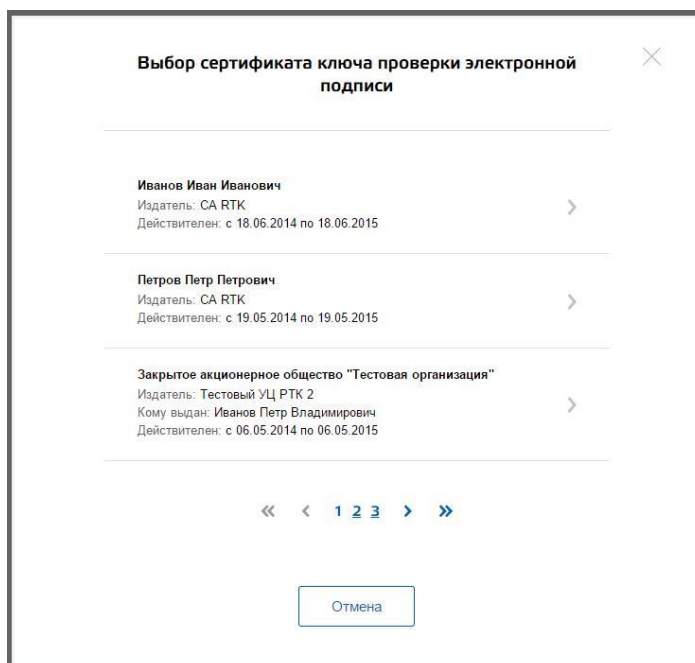 Выбор сертификата ключа проверки электронной
подписи
Иванов Иван Иванович
Издатель: CA RTK
Действителен: с 18.06.2014 по 18.06.2015
Петров Петр Петрович
Издатель: CA RTK
Действителен: с 19.05.2014 по 19.05.2015
Закрытое акционерное общество "Тестовая организация"
Издатель: Тестовый УЦ РТК 2
Кому выдан: Иванов Петр Владимирович
Действителен: с 06.05.2014 по 06.05.2015
« ‹ 1 2 3 › »
Отмена